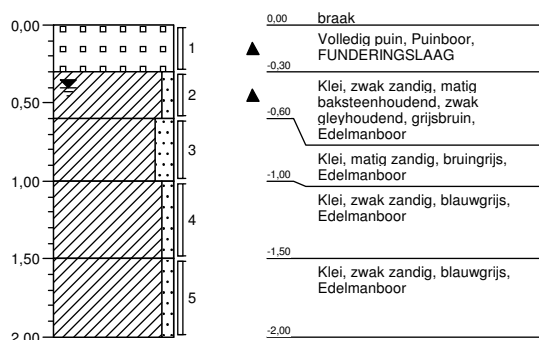 0,00
0,50
1,00
1,50
2,00
1
2
3
4
5
0,00
braak
Volledig puin, Puinboor,
FUNDERINGSLAAG
-0,30
Klei, zwak zandig, matig
baksteenhoudend, zwak
gleyhoudend, grijsbruin,
Edelmanboor
-0,60
Klei, matig zandig, bruingrijs,
Edelmanboor
-1,00
Klei, zwak zandig, blauwgrijs,
Edelmanboor
-1,50
Klei, zwak zandig, blauwgrijs,
Edelmanboor
-2,00